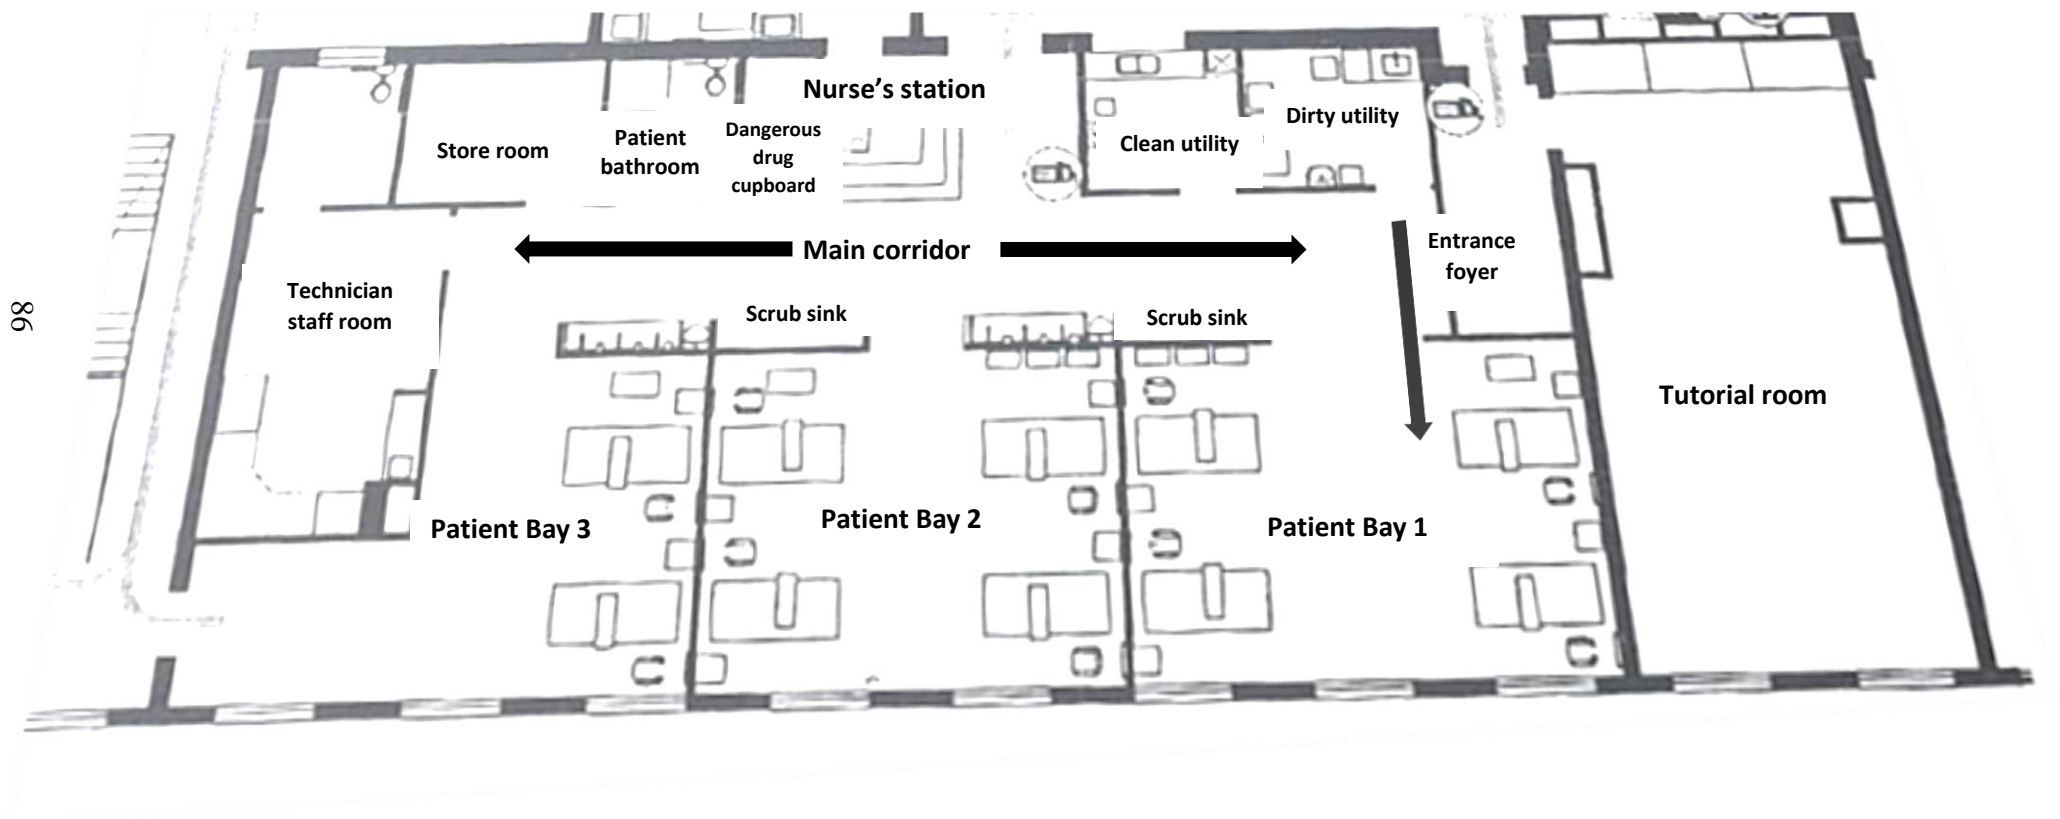 Nurse's station
Dirty utility
Dangerous
drug
cupboard
Patient
bathroom
Clean utility
Store room
Main corridor
Entrance
foyer
Technician
staff room
Scrub sink
Scrub sink
86
Tutorial room
Patient Bay 3
Patient Bay 2
Patient Bay 1